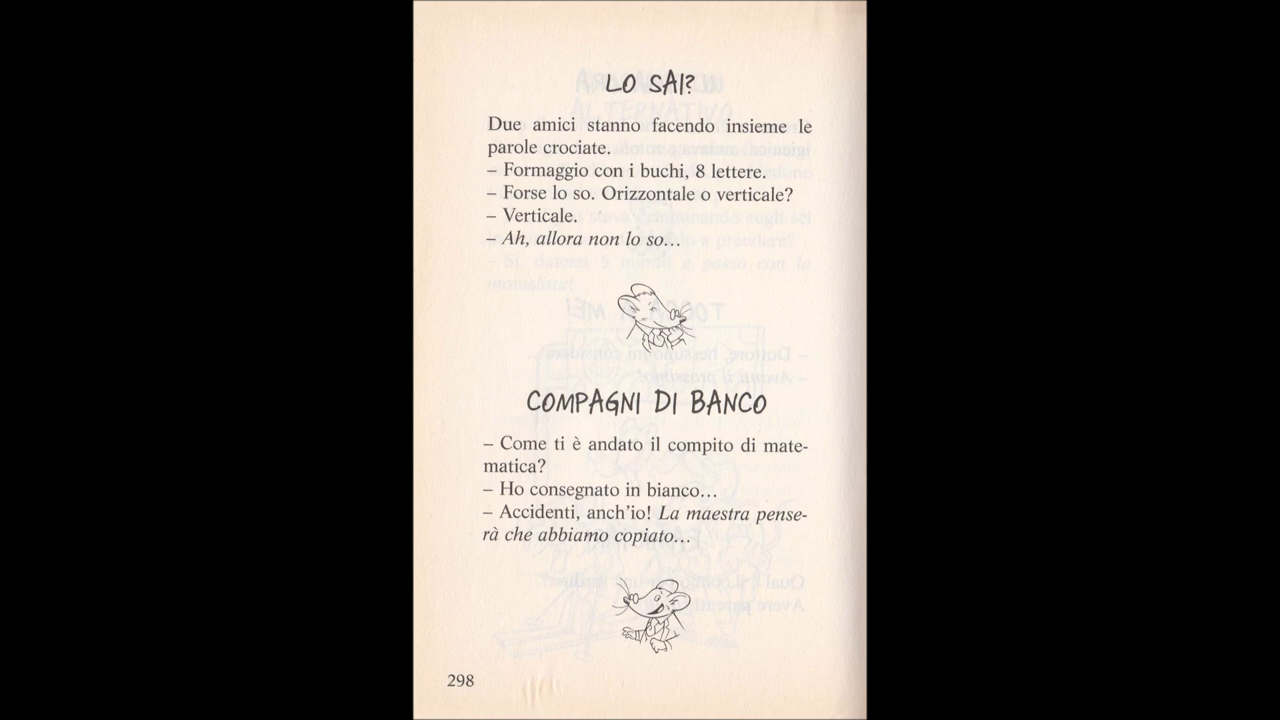 LO SAI?
Due amici stanno facendo insieme le
parole crociate.
– Formaggio con i buchi, 8 lettere.
– Forse lo so. Orizzontale o verticale?
– Verticale.
– Ah, allora non lo so…
COMPAGNI DI BANCO
– Come ti è andato il compito di mate-
matica?
– Ho consegnato in bianco…
– Accidenti, anch'io! La maestra pense-
rà che abbiamo copiato…
298